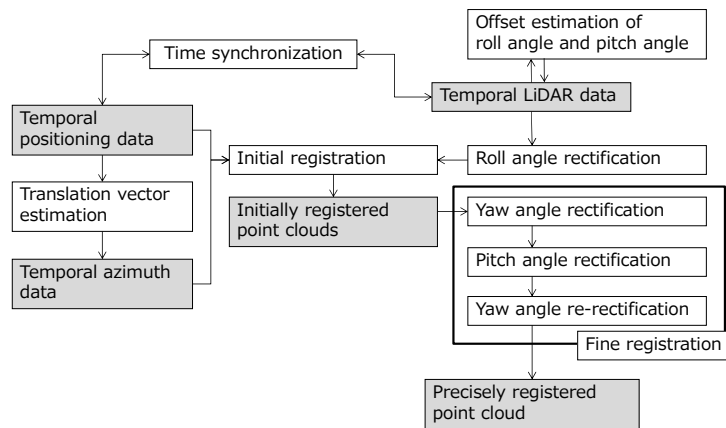 Offset estimation of
roll angle and pitch angle
Time synchronization
Temporal LiDAR data
Temporal
positioning data
Initial registration
Roll angle rectification
Translation vector
estimation
Initially registered
point clouds
Yaw angle rectification
Temporal azimuth
data
Pitch angle rectification
Yaw angle re-rectification
Fine registration
Precisely registered
point cloud